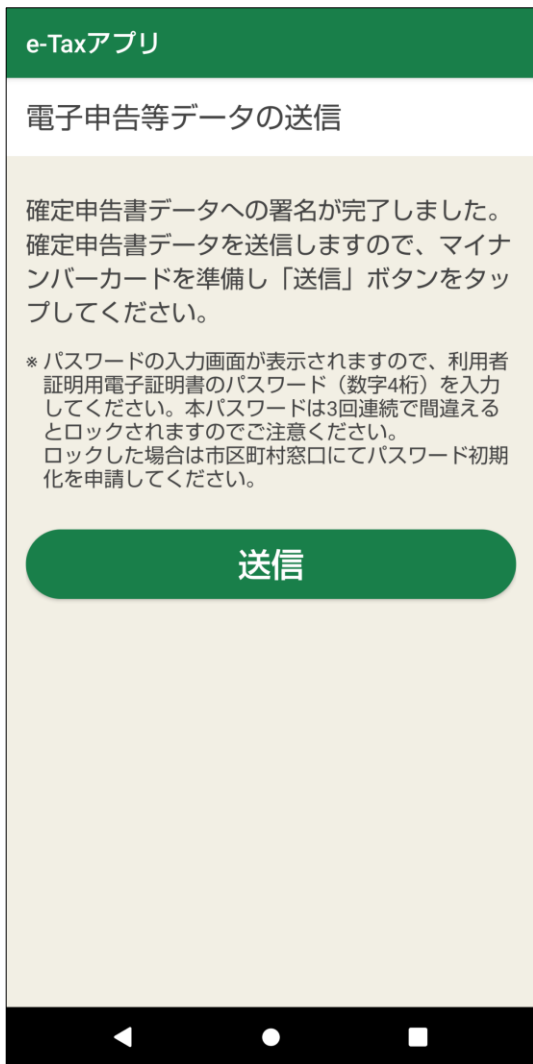 e-Taxアプリ
電子申告等データの送信
確定申告書データへの署名が完了しました。
確定申告書データを送信しますので、マイナ
ンバーカードを準備し「送信」ボタンをタッ
プしてください。
※ パスワードの入力画面が表示されますので、利用者
証明用電子証明書のパスワード（数字4桁）を入力
してください。本パスワードは3回連続で間違える
とロックされますのでご注意ください。
ロックした場合は市区町村窓口にてパスワード初期
化を申請してください。
送信